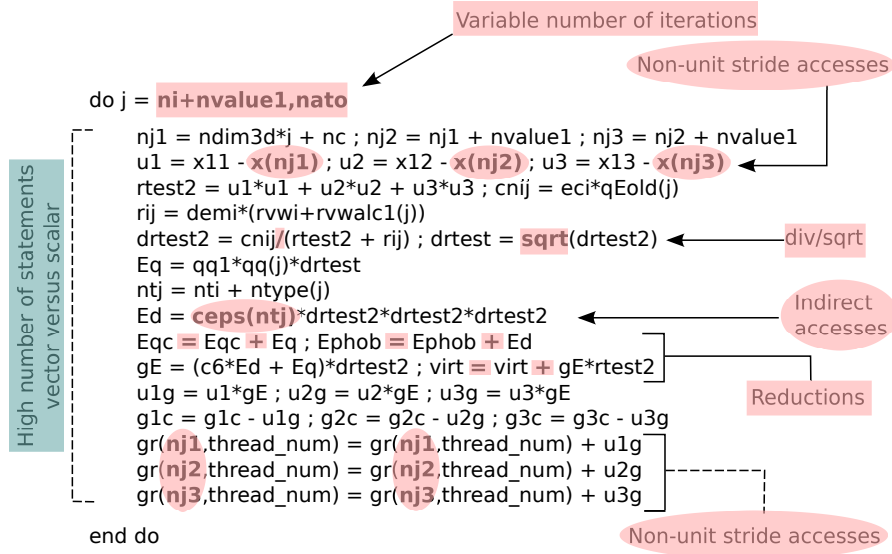 Variable number of iterations
Non-unit stride accesses
do j = ni+nvalue1,nato
nj1 = ndim3d*j + nc ; nj2 = nj1 + nvalue1 ; nj3 = nj2 + nvalue1
u1 = x11 - x(nj1) ; u2 = x12 - x(nj2) ; u3 = x13 - x(nj3)
rtest2 = u1*u1 + u2*u2 + u3*u3 ; cnij = eci*qEold(j)
rij = demi*(rvwi+rvwalc1(j))
drtest2 = cnij/(rtest2 + rij) ; drtest = sqrt(drtest2)
div/sqrt
Eq = qq1*qq(j)*drtest
ntj = nti + ntype(j)
Ed = ceps(ntj)*drtest2*drtest2*drtest2
Indirect
accesses
Eqc = Eqc + Eq ; Ephob = Ephob + Ed
gE = (c6*Ed + Eq)*drtest2 ; virt = virt + gE*rtest2
Reductions
u1g = u1*gE ; u2g = u2*gE ; u3g = u3*gE
g1c = g1c - u1g ; g2c = g2c - u2g ; g3c = g3c - u3g
gr(nj1,thread_num) = gr(nj1,thread_num) + u1g
gr(nj2,thread_num) = gr(nj2,thread_num) + u2g
gr(nj3,thread_num) = gr(nj3,thread_num) + u3g
end do
Non-unit stride accesses
High number of statements
vector versus scalar